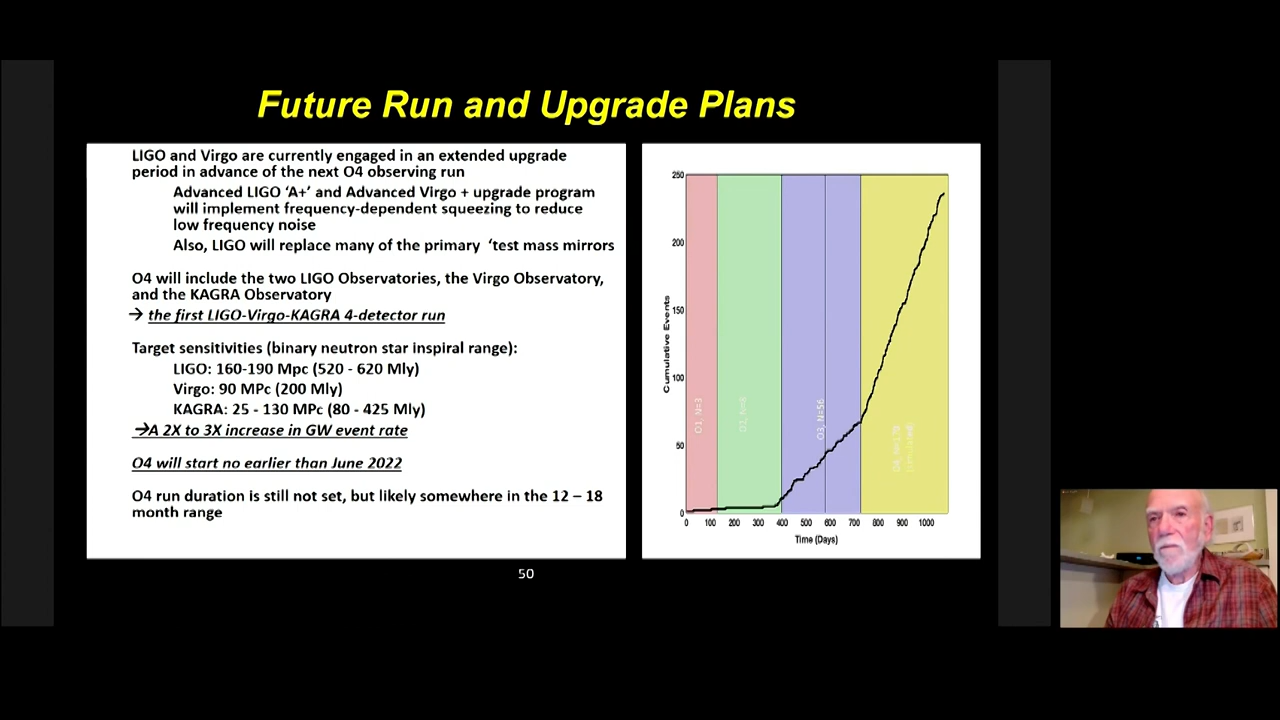 Future Run and Upgrade Plans
LIGO and Virgo are currently engaged in an extended upgrade
period in advance of the next O4 observing run
Advanced LIGO ‘A+’ and Advanced Virgo + upgrade program
will implement frequency-dependent squeezing to reduce
low frequency noise
Also, LIGO will replace many of the primary ‘test mass mirrors
O4 will include the two LIGO Observatories, the Virgo Observatory,
and the KAGRA Observatory
→ the first LIGO-Virgo-KAGRA 4-detector run
Target sensitivities (binary neutron star inspiral range):
LIGO: 160-190 Mpc (520 - 620 Mly)
Virgo: 90 MPc (200 Mly)
KAGRA: 25 - 130 MPc (80 - 425 Mly)
→A 2X to 3X increase in GW event rate
O4 will start no earlier than June 2022
O4 run duration is still not set, but likely somewhere in the 12 – 18
month range
250
200
150
100
50
0
Cumulative Events
O1, N=3
O2,
O3, N=56
0 100 200 300 400 500 600 700 800 900 1000
Time (Days)
50